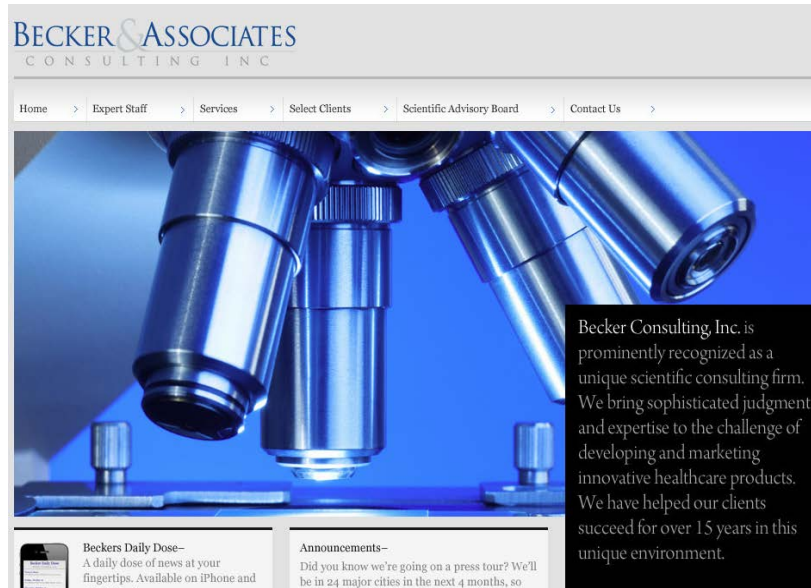 BECKER&ASSOCIATES
CONSULTING INC
Home > Expert Staff > Services > Select Clients > Scientific Advisory Board > Contact Us >
Becker Consulting, Inc. is
prominently recognized as a
unique scientific consulting firm.
We bring sophisticated judgment
and expertise to the challenge of
developing and marketing
innovative healthcare products.
We have helped our clients
succeed for over 15 years in this
unique environment.
Beckers Daily Dose–
A daily dose of news at your
fingertips. Available on iPhone and
Announcements–
Did you know we're going on a press tour? We'll
be in 24 major cities in the next 4 months, so